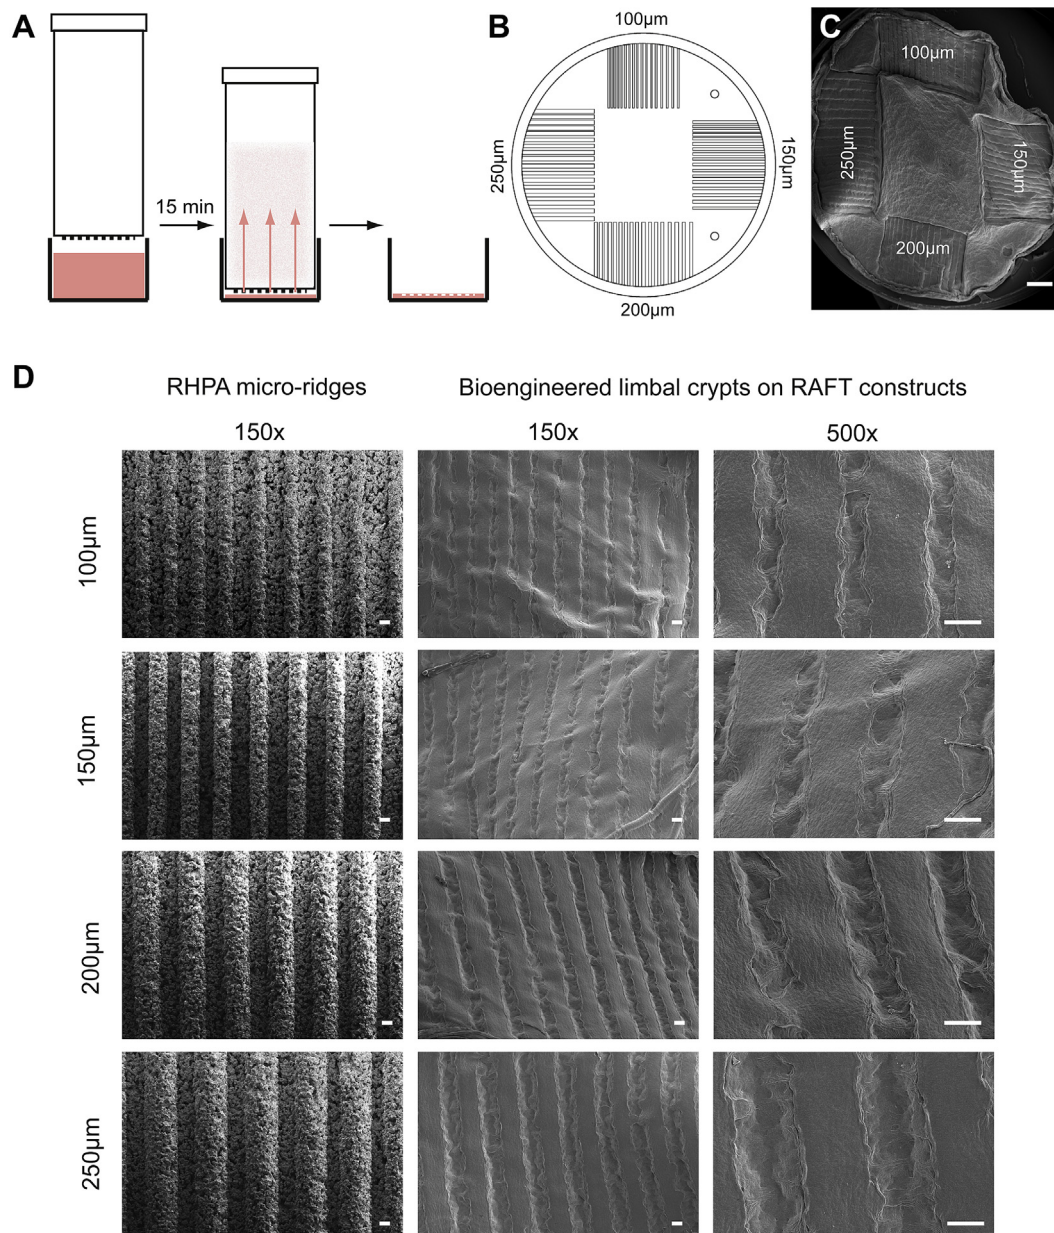 A
15 min
B
100µm
250µm
150µm
200µm
C
100µm
250µm
150µm
200µm
D
RHPA micro-ridges
Bioengineered limbal crypts on RAFT constructs
150x
150x
500x
100µm
150µm
200µm
250µm